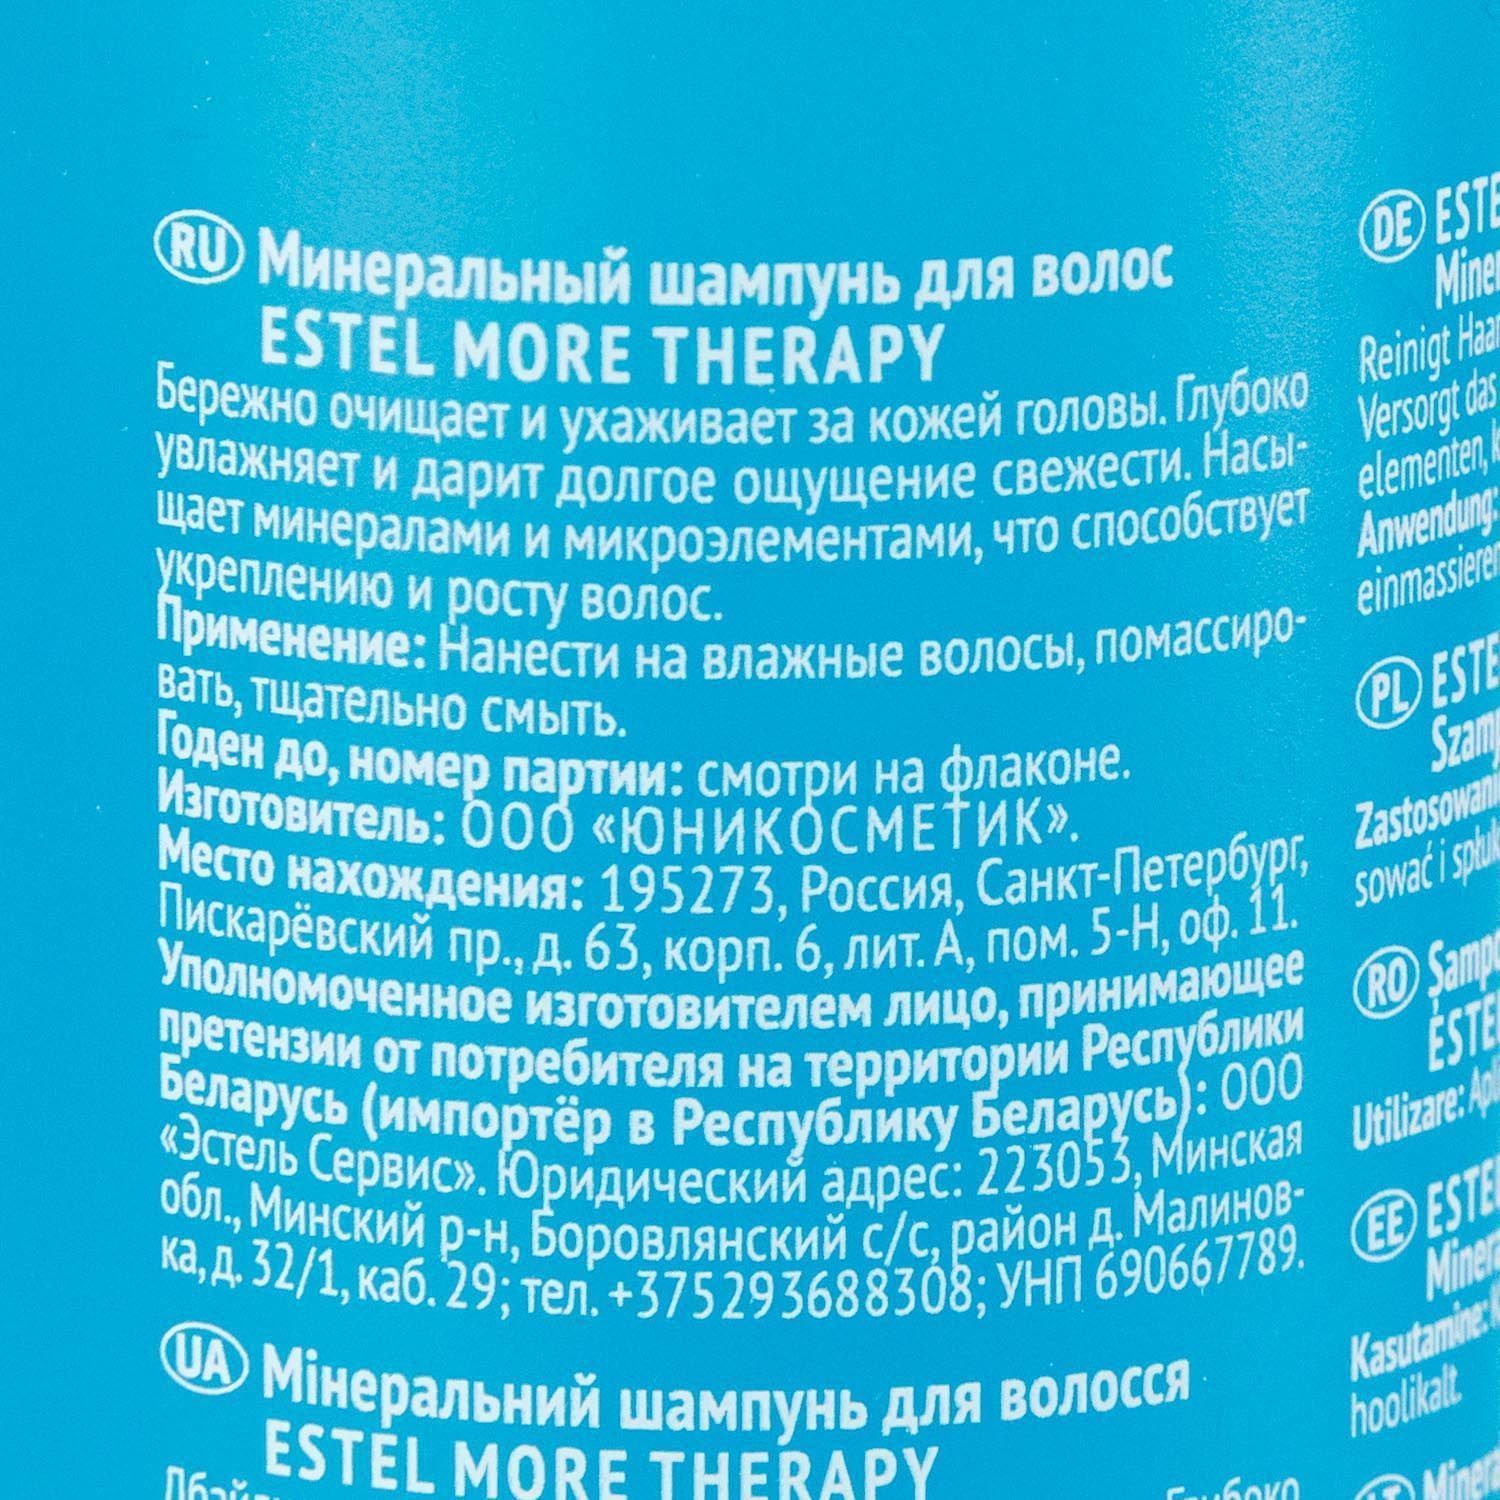 RU Минеральный шампунь для волос
ESTEL MORE THERAPY
Бережно очищает и ухаживает за кожей головы. Глубоко
увлажняет и дарит долгое ощущение свежести. Насы-
щает минералами и микроэлементами, что способствует
укреплению и росту волос.
Применение: Нанести на влажные волосы, помассиро-
вать, тщательно смыть.
Годен до, номер партии: смотри на флаконе.
Изготовитель: ООО «ЮНИКОСМЕТИК».
Место нахождения: 195273, Россия, Санкт-Петербург,
Пискарёвский пр., д. 63, корп. 6, лит. А, пом. 5-Н, оф. 11.
Уполномоченное изготовителем лицо, принимающее
претензии от потребителя на территории Республики
Беларусь (импортёр в Республику Беларусь): ООО
«Эстель Сервис». Юридический адрес: 223053, Минская
обл., Минский р-н, Боровлянский с/с, район д. Малинов-
ка, д. 32/1, каб. 29; тел. +375293688308; УНП 690667789.
UA Мінеральний шампунь для волосся
ESTEL MORE THERAPY
Глубоко
DE
Reinigt
Versorgt das
elementen,
Anwendung:
einmassieren
PL
sować i
RO
Utilizare:
EE
Kasutamine:
hoolikalt.